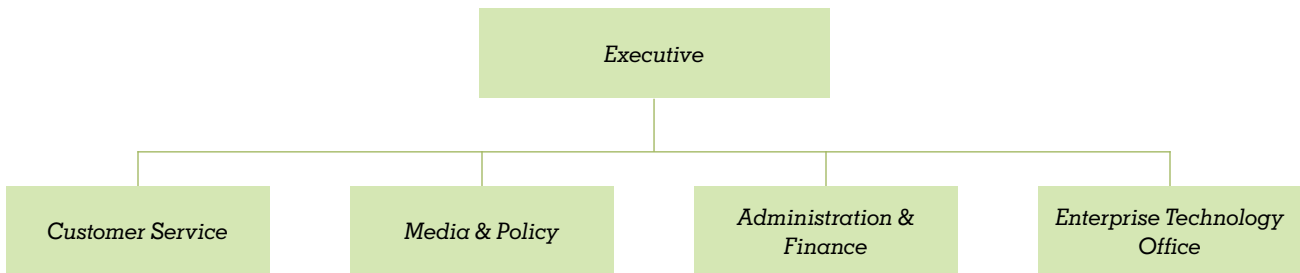 Executive
Customer Service
Media & Policy
Administration &
Finance
Enterprise Technology
Office